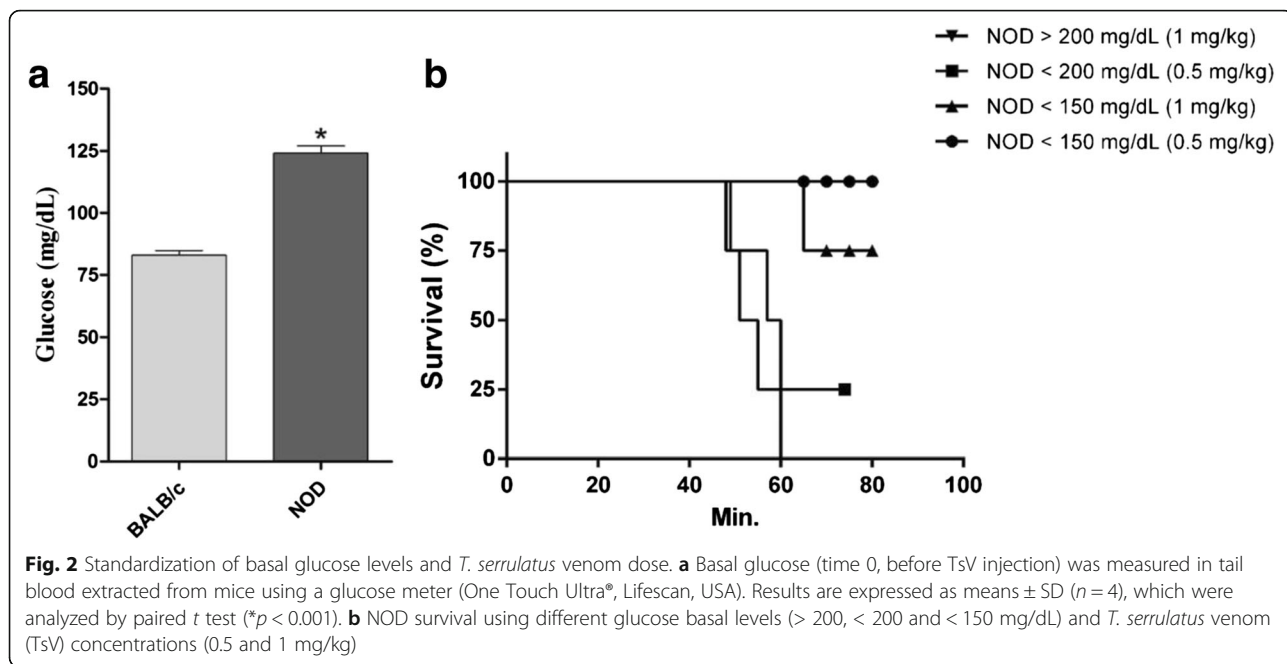 a
Glucose (mg/dL)
150
125
100
75
50
25
0
*
BALB/c
NOD
b
NOD > 200 mg/dL (1 mg/kg)
NOD < 200 mg/dL (0.5 mg/kg)
NOD < 150 mg/dL (1 mg/kg)
NOD < 150 mg/dL (0.5 mg/kg)
Survival (%)
100
75
50
25
0
0 20 40 60 80 100
Min.
Fig. 2 Standardization of basal glucose levels and T. serrulatus venom dose. a Basal glucose (time 0, before TsV injection) was measured in tail
blood extracted from mice using a glucose meter (One Touch Ultra®, Lifescan, USA). Results are expressed as means ± SD (n = 4), which were
analyzed by paired t test (*p < 0.001). b NOD survival using different glucose basal levels (> 200, < 200 and < 150 mg/dL) and T. serrulatus venom
(TsV) concentrations (0.5 and 1 mg/kg)